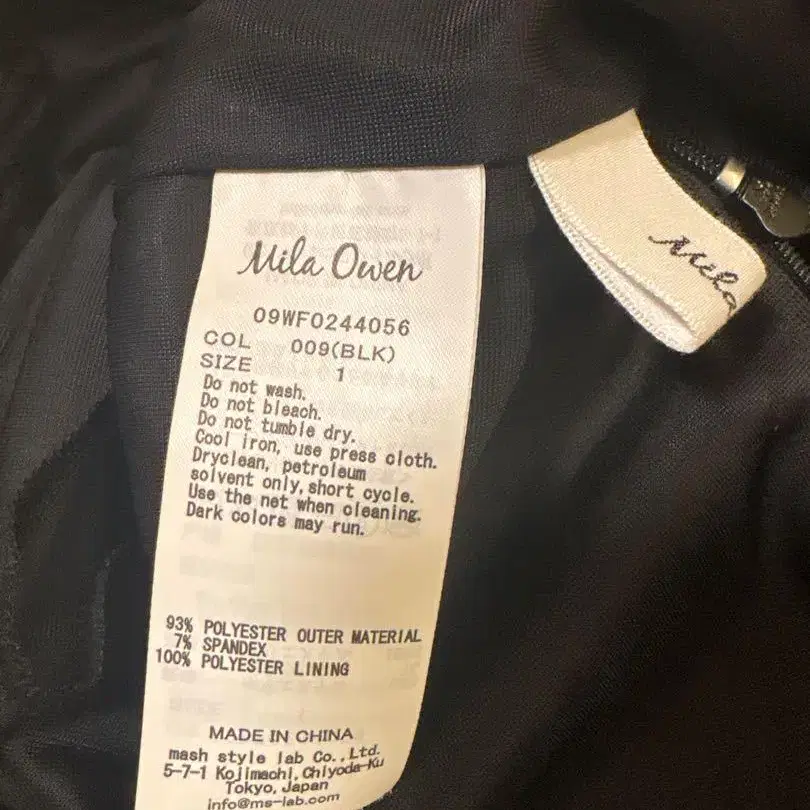 Mila Owen
09WF0244056
COL 009(BLK)
SIZE 1
Do not wash.
Do not bleach.
Do not tumble dry.
Cool iron, use press cloth.
Dryclean, petroleum
solvent only, short cycle.
Use the net when cleaning.
Dark colors may run.
93% POLYESTER OUTER MATERIAL
7% SPANDEX
100% POLYESTER LINING
MADE IN CHINA
mash style lab Co.,Ltd.
5-7-1 Kojimachi, Chiyoda-Ku
Tokyo, Japan
info@ms-lab.com
Mila